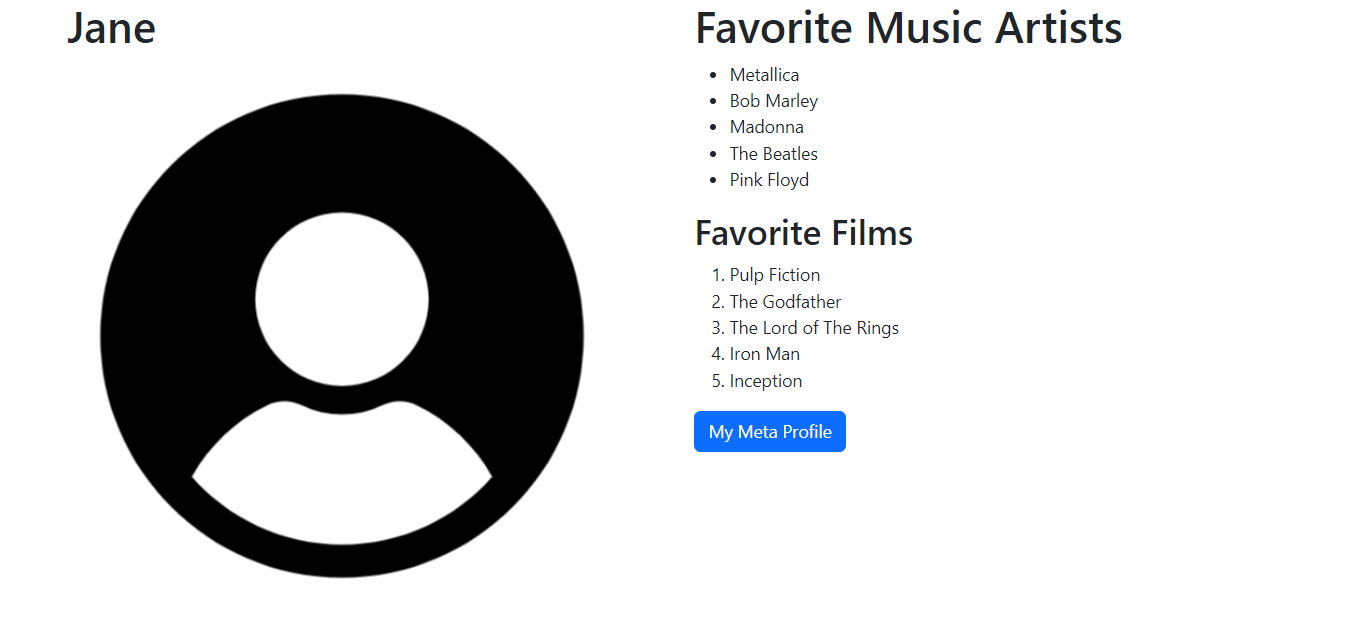 Jane
Favorite Music Artists
• Metallica
• Bob Marley
• Madonna
• The Beatles
• Pink Floyd
Favorite Films
1. Pulp Fiction
2. The Godfather
3. The Lord of The Rings
4. Iron Man
5. Inception
My Meta Profile